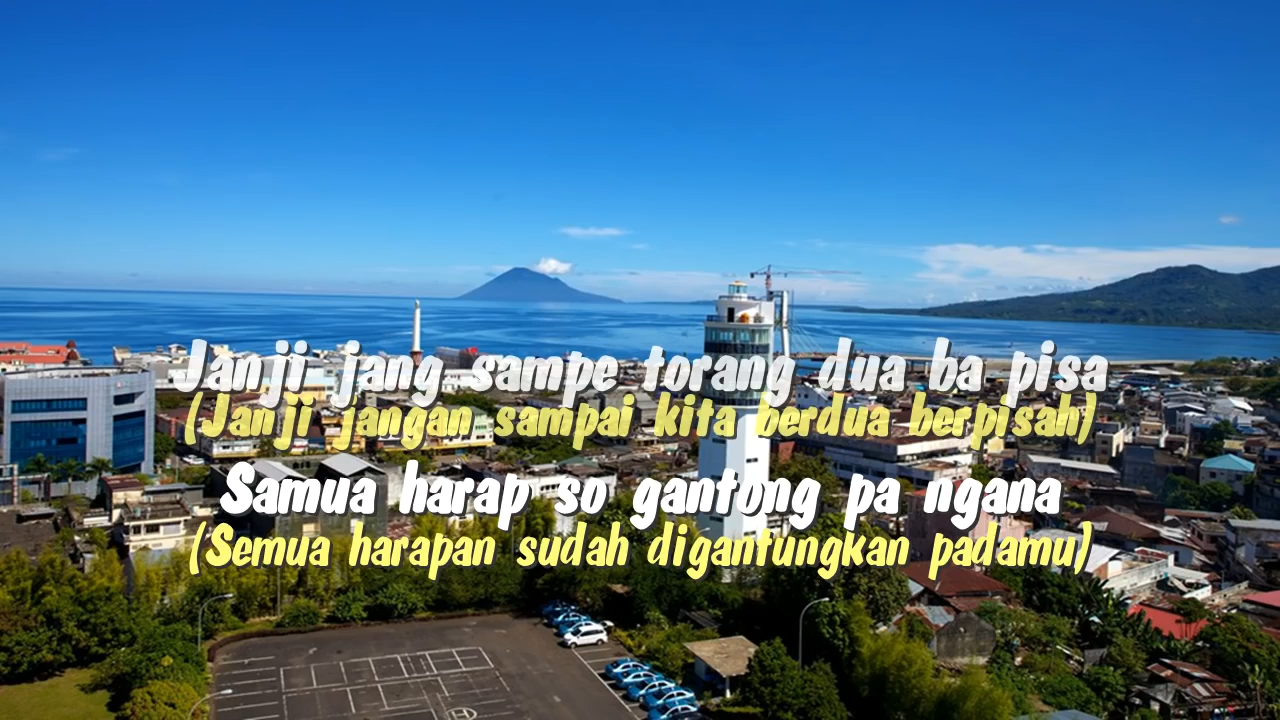 Janji jang sampe torang dua ba pisa
(Janji jangan sampai kita berdua berpisah)
Samua harap so gantong pa ngana
(Semua harapan sudah digantungkan padamu)